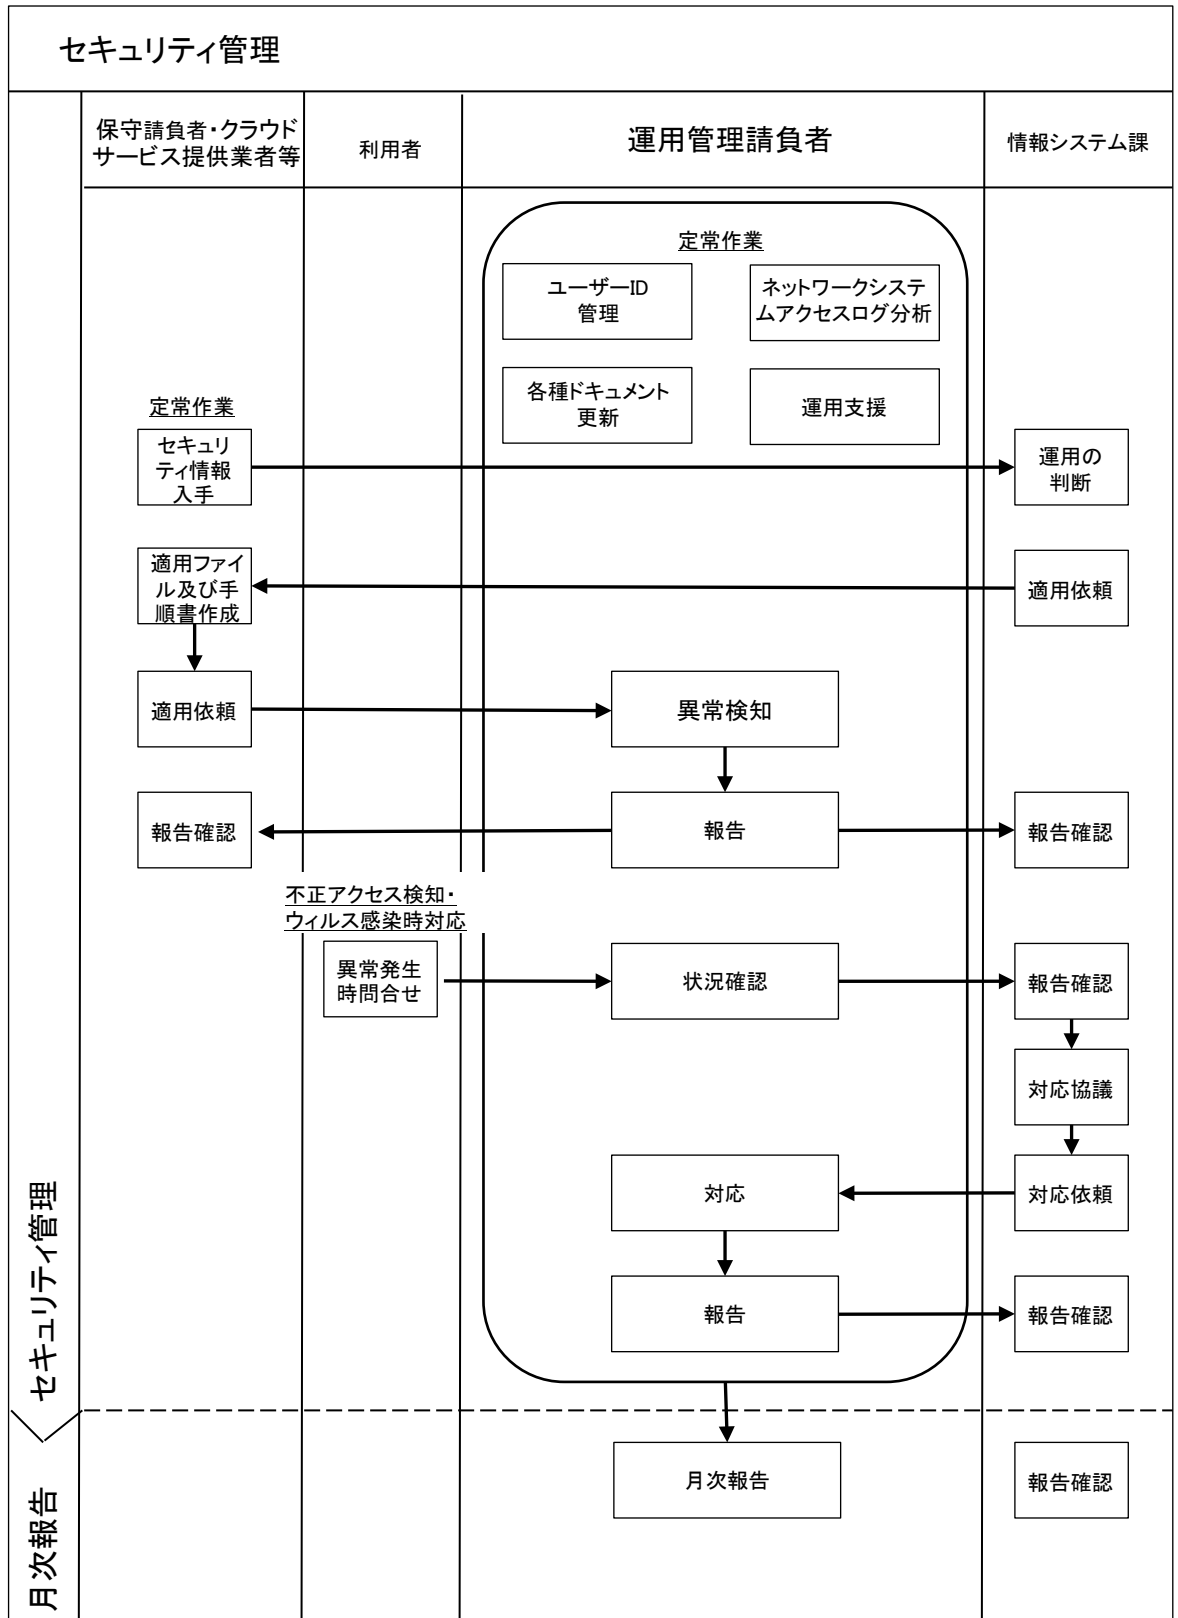 セキュリティ管理
保守請負者・クラウド
サービス提供業者等
利用者
運用管理請負者
情報システム課
定常作業
ユーザーID
管理
ネットワークシステ
ムアクセスログ分析
各種ドキュメント
更新
運用支援
定常作業
セキュリ
ティ情報
入手
運用の
判断
適用ファイ
ル及び手
順書作成
適用依頼
適用依頼
異常検知
報告確認
報告
報告確認
不正アクセス検知・
ウィルス感染時対応
異常発生
時問合せ
状況確認
報告確認
対応協議
対応
対応依頼
報告
報告確認
セキュリティ管理
月次報告
報告確認
月次報告